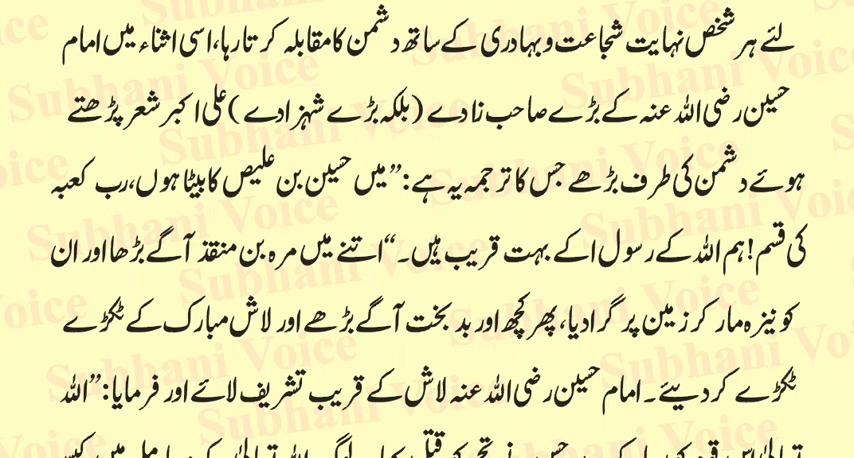 لئے ہر شخص نہایت شجاعت و بہادری کے ساتھ دشمن کا مقابلہ کرتا رہا، اسی اثناء میں امام
حسین رضی اللہ عنہ کے بڑے صاحب زادے (بلکہ بڑے شہزادے) علی اکبر شعر پڑھتے
ہوئے دشمن کی طرف بڑھے جس کا ترجمہ یہ ہے: ”میں حسین بن علیص کا بیٹا ہوں، رب کعبہ
کی قسم! ہم اللہ کے رسول ا کے بہت قریب ہیں۔“ اتنے میں مرہ بن منقذ آگے بڑھا اور ان
کو نیزہ مار کر زمین پر گرا دیا، پھر کچھ اور بد بخت آگے بڑھے اور لاش مبارک کے ٹکڑے
ٹکڑے کر دیئے۔ امام حسین رضی اللہ عنہ لاش کے قریب تشریف لائے اور فرمایا: ”اللہ